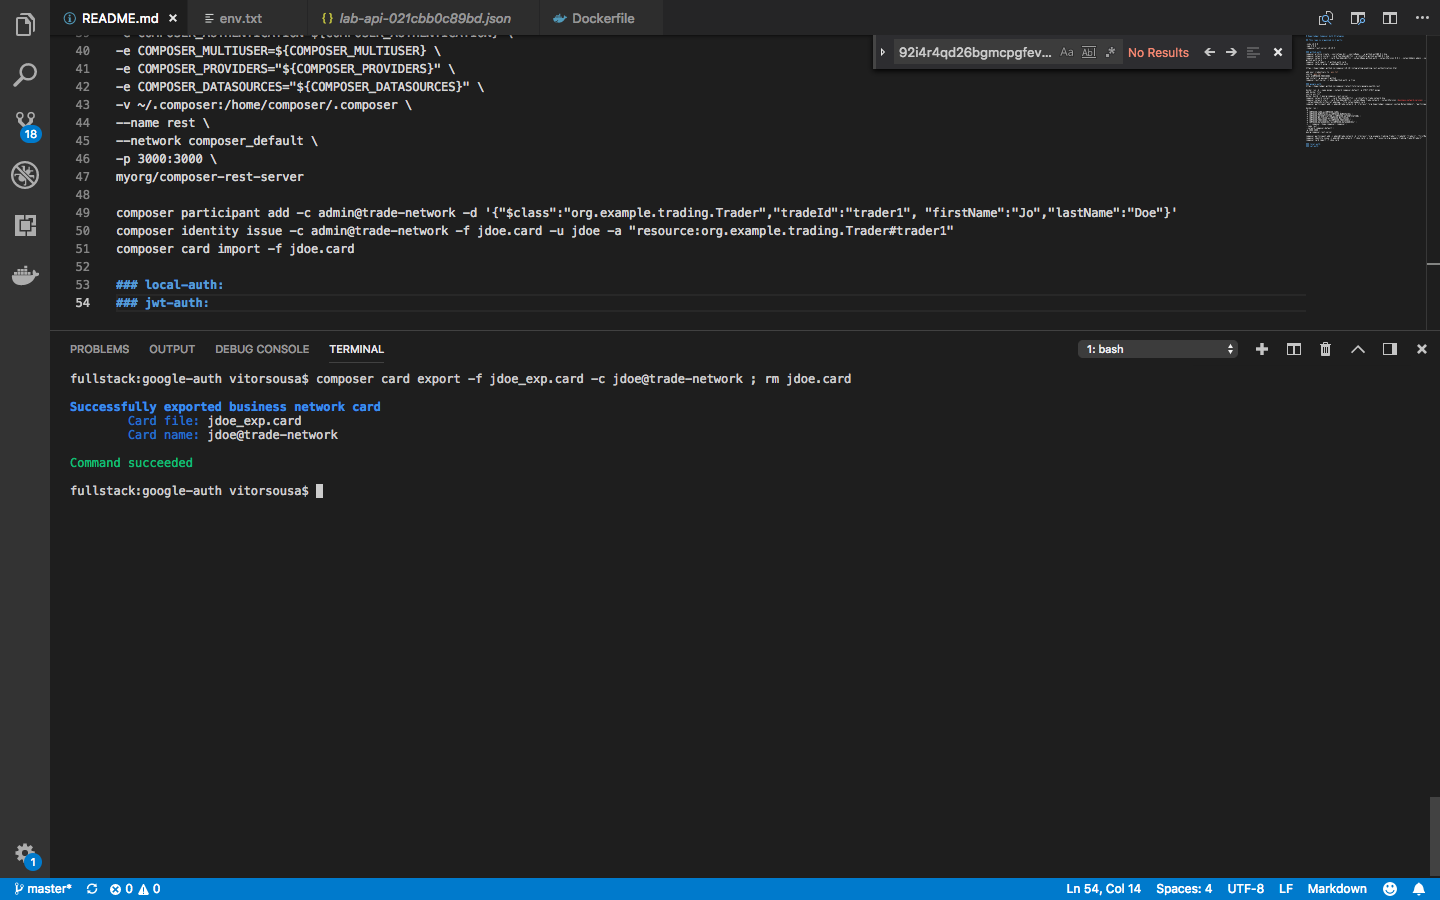 README.md
env.txt
lab-api-021cbb0c89bd.json
Dockerfile
92i4r4qd26bgmcpgfev...
Aa
Abl
.*
No Results
40 -e COMPOSER_MULTIUSER=${COMPOSER_MULTIUSER} \
41 -e COMPOSER_PROVIDERS="${COMPOSER_PROVIDERS}" \
42 -e COMPOSER_DATASOURCES="${COMPOSER_DATASOURCES}" \
43 -v ~/.composer:/home/composer/.composer \
44 --name rest \
45 --network composer_default \
46 -p 3000:3000 \
47 myorg/composer-rest-server
48
49 composer participant add -c admin@trade-network -d '{"$class":"org.example.trading.Trader","tradeId":"trader1", "firstName":"Jo","lastName":"Doe"}'
50 composer identity issue -c admin@trade-network -f jdoe.card -u jdoe -a "resource:org.example.trading.Trader#trader1"
51 composer card import -f jdoe.card
52
53 ### local-auth:
54 ### jwt-auth:
18
PROBLEMS
OUTPUT
DEBUG CONSOLE
TERMINAL
1: bash
fullstack:google-auth vitorsousa$ composer card export -f jdoe_exp.card -c jdoe@trade-network ; rm jdoe.card
Successfully exported business network card
Card file: jdoe_exp.card
Card name: jdoe@trade-network
Command succeeded
fullstack:google-auth vitorsousa$
1
master*
0
0
Ln 54, Col 14
Spaces: 4
UTF-8
LF
Markdown